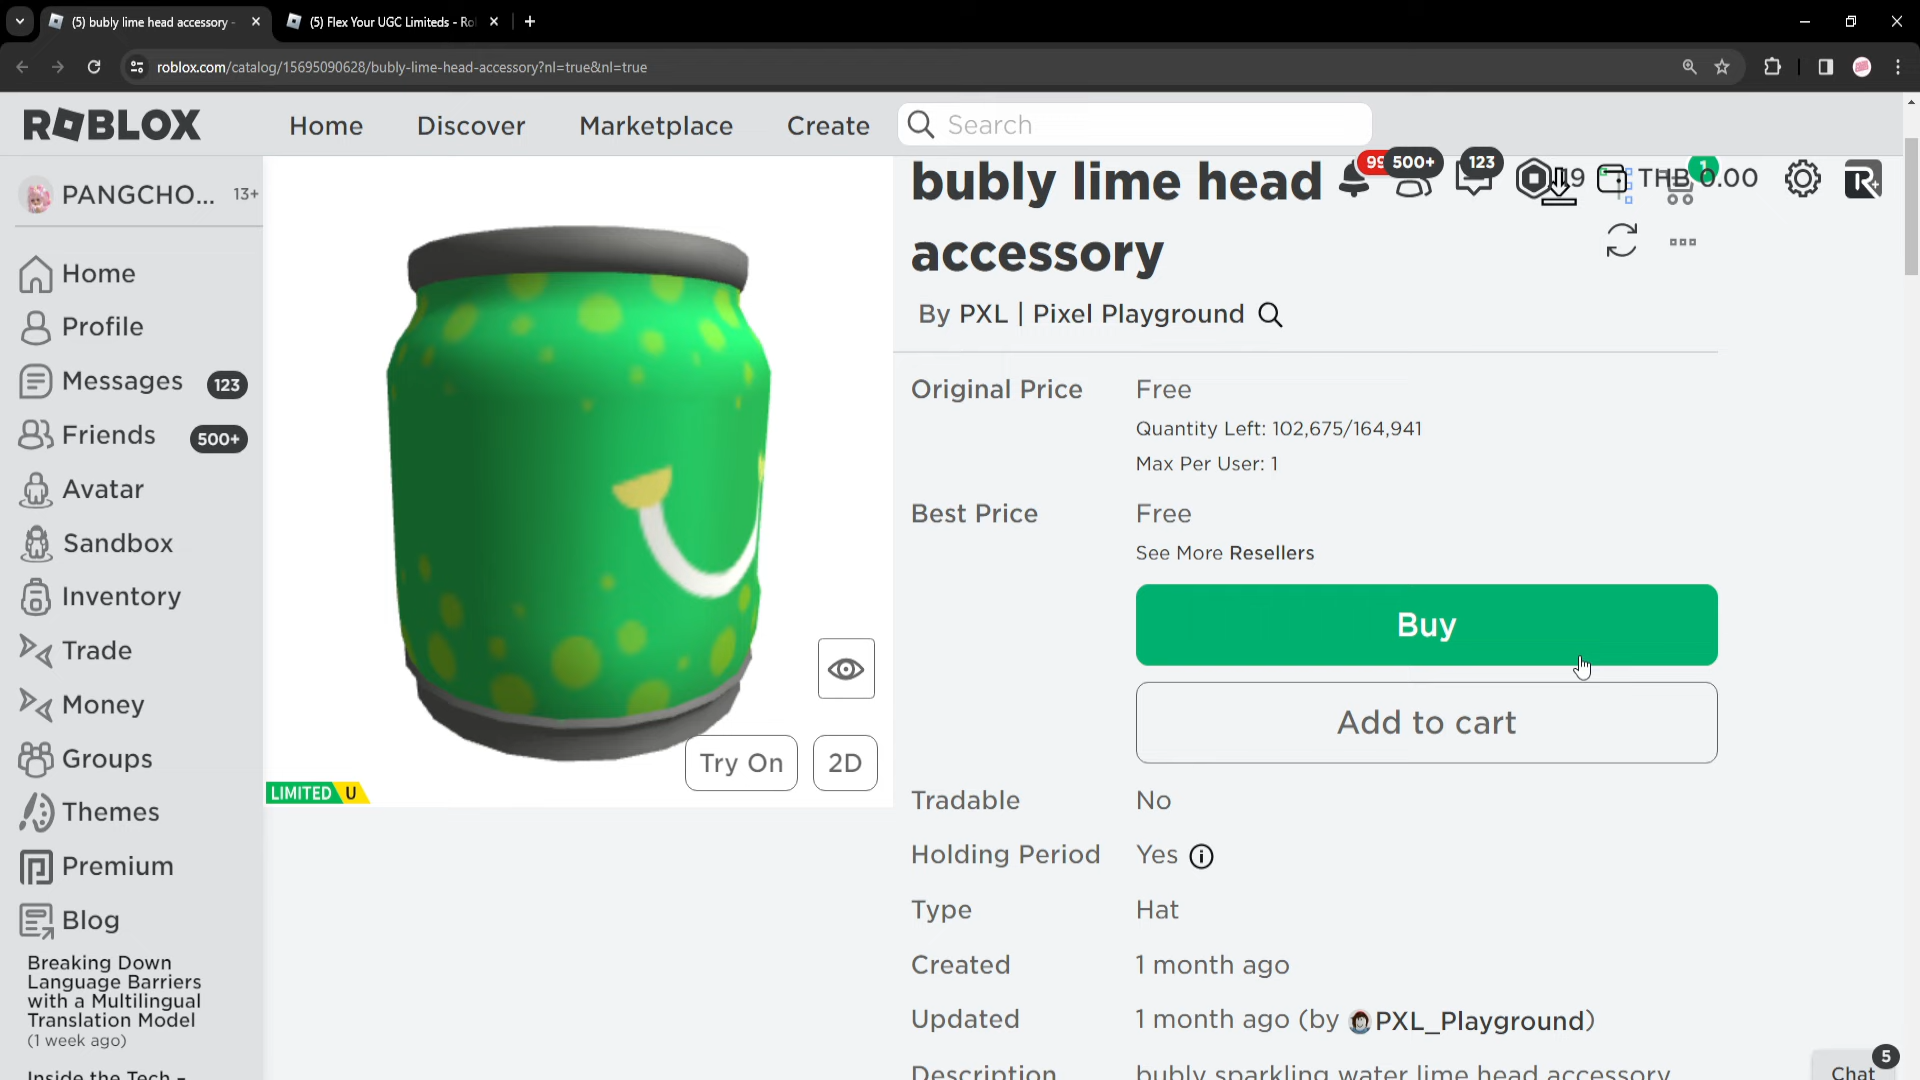 (5) bubly lime head accessory -
(5) Flex Your UGC Limiteds - Ro
roblox.com/catalog/15695090628/bubly-lime-head-accessory?nl=true&nl=true
ROBLOX
Home
Discover
Marketplace
Create
Search
PANGCHO...
13+
Home
Profile
Messages
123
Friends
500+
Avatar
Sandbox
Inventory
Trade
Money
Groups
Themes
Premium
Blog
Breaking Down
Language Barriers
with a Multilingual
Translation Model
(1 week ago)
Inside the Tech -
Try On
2D
LIMITED U
bubly lime head
accessory
99
500+
123
1
THB 0.00
R+
By PXL | Pixel Playground
Original Price
Free
Quantity Left: 102,675/164,941
Max Per User: 1
Best Price
Free
See More Resellers
Buy
Add to cart
Tradable
No
Holding Period
Yes
Type
Hat
Created
1 month ago
Updated
1 month ago (by PXL_Playground)
Description
bubly sparkling water lime head accessory
Chat
5